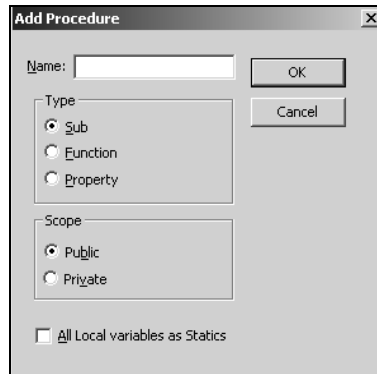 Add Procedure
Name:
OK
Cancel
Type
Sub
Function
Property
Scope
Public
Private
All Local variables as Statics